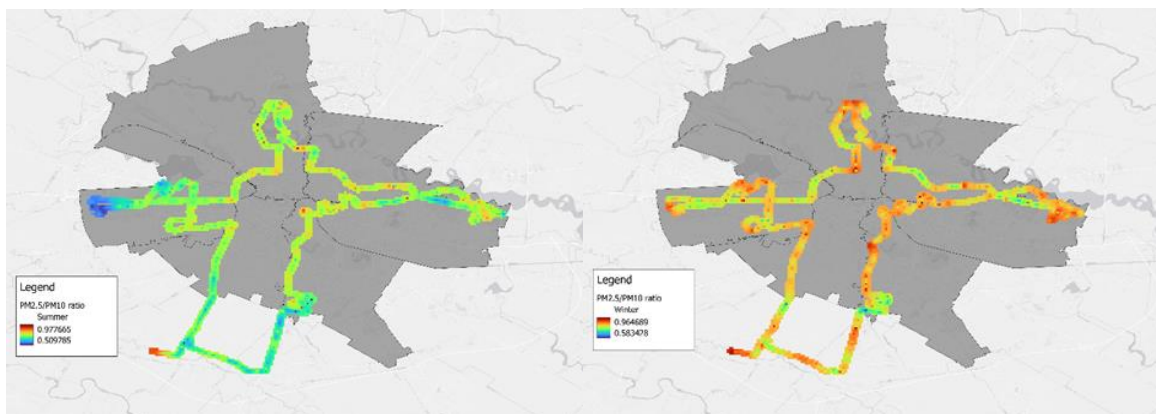 Legend
PM2.5/PM10 ratio
Summer
0.977665
0.509785
Legend
PM2.5/PM10 ratio
Winter
0.964689
0.583478